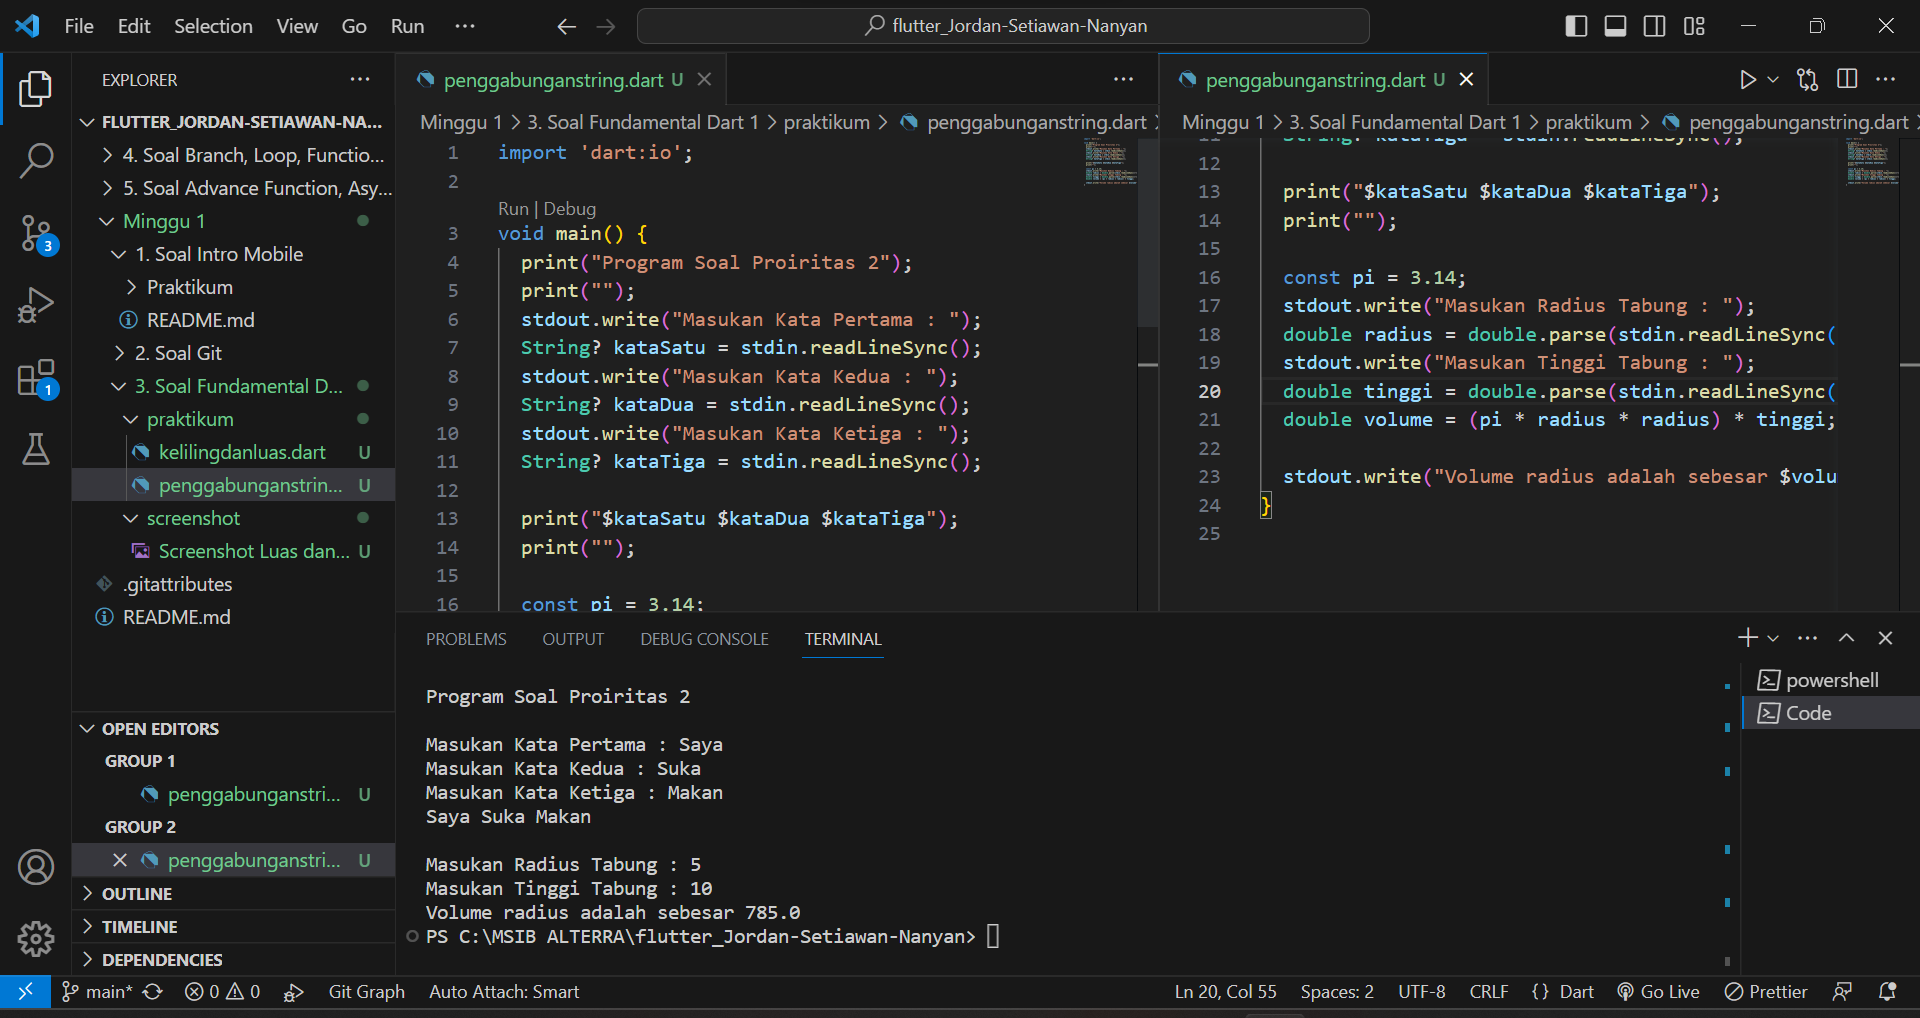 File Edit Selection View Go Run ··· flutter_Jordan-Setiawan-Nanyan
EXPLORER ···
FLUTTER_JORDAN-SETIAWAN-NA...
4. Soal Branch, Loop, Functio...
5. Soal Advance Function, Asy...
Minggu 1
1. Soal Intro Mobile
Praktikum
README.md
2. Soal Git
3. Soal Fundamental D...
praktikum
kelilingdanluas.dart U
penggabunganstrin... U
screenshot
Screenshot Luas dan... U
.gitattributes
README.md
3
1
OPEN EDITORS
GROUP 1
penggabunganstri... U
GROUP 2
penggabunganstri... U
OUTLINE
TIMELINE
DEPENDENCIES
penggabunganstring.dart U
Minggu 1 > 3. Soal Fundamental Dart 1 > praktikum > penggabunganstring.dart >
1 import 'dart:io';
2
Run | Debug
3 void main() {
4 print("Program Soal Proiritas 2");
5 print("");
6 stdout.write("Masukan Kata Pertama : ");
7 String? kataSatu = stdin.readLineSync();
8 stdout.write("Masukan Kata Kedua : ");
9 String? kataDua = stdin.readLineSync();
10 stdout.write("Masukan Kata Ketiga : ");
11 String? kataTiga = stdin.readLineSync();
12
13 print("$kataSatu $kataDua $kataTiga");
14 print("");
15
16 const pi = 3.14;
penggabunganstring.dart U
Minggu 1 > 3. Soal Fundamental Dart 1 > praktikum > penggabunganstring.dart >
11 String? kataTiga = stdin.readLineSync();
12
13 print("$kataSatu $kataDua $kataTiga");
14 print("");
15
16 const pi = 3.14;
17 stdout.write("Masukan Radius Tabung : ");
18 double radius = double.parse(stdin.readLineSync(
19 stdout.write("Masukan Tinggi Tabung : ");
20 double tinggi = double.parse(stdin.readLineSync(
21 double volume = (pi * radius * radius) * tinggi;
22
23 stdout.write("Volume radius adalah sebesar $volu
24 }
25
PROBLEMS OUTPUT DEBUG CONSOLE TERMINAL
Program Soal Proiritas 2
Masukan Kata Pertama : Saya
Masukan Kata Kedua : Suka
Masukan Kata Ketiga : Makan
Saya Suka Makan
Masukan Radius Tabung : 5
Masukan Tinggi Tabung : 10
Volume radius adalah sebesar 785.0
PS C:\MSIB ALTERRA\flutter_Jordan-Setiawan-Nanyan>
powershell
Code
main* 0 0 Git Graph Auto Attach: Smart Ln 20, Col 55 Spaces: 2 UTF-8 CRLF {} Dart Go Live Prettier